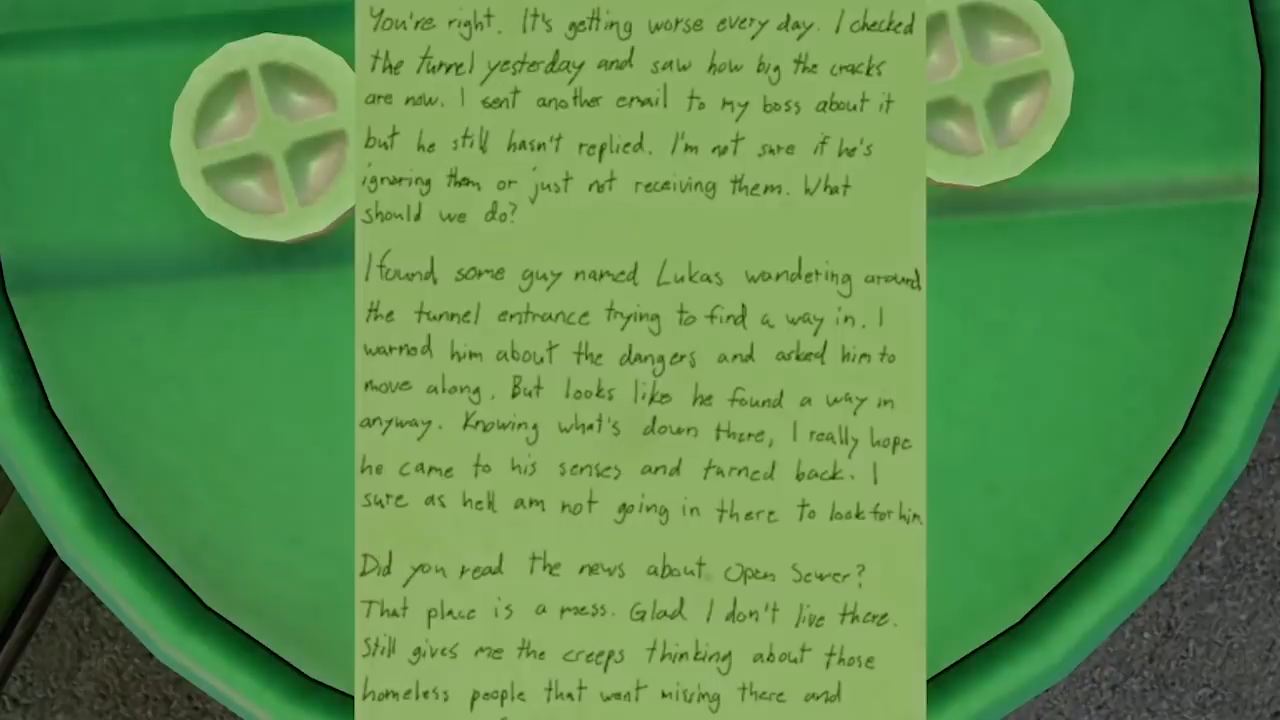 You're right. It's getting worse every day. I checked
the tunnel yesterday and saw how big the cracks
are now. I sent another email to my boss about it
but he still hasn't replied. I'm not sure if he's
ignoring them or just not receiving them. What
should we do?
I found some guy named Lukas wandering around
the tunnel entrance trying to find a way in. I
warned him about the dangers and asked him to
move along. But looks like he found a way in
anyway. Knowing what's down there, I really hope
he came to his senses and turned back. I
sure as hell am not going in there to look for him.
Did you read the news about Open Sewer?
That place is a mess. Glad I don't live there.
Still gives me the creeps thinking about those
homeless people that went missing there and